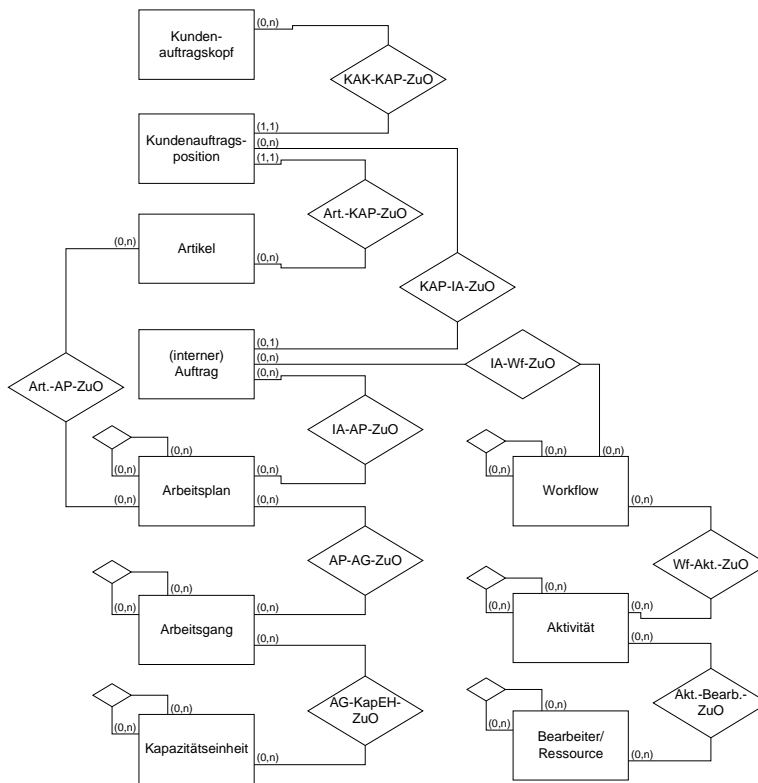 Kunden-
auftragskopf
(0,n)
KAK-KAP-ZuO
(1,1)
Kundenauftrags-
position
(0,n)
(1,1)
Art.-KAP-ZuO
(0,n)
Artikel
(0,n)
(0,n)
KAP-IA-ZuO
(interner)
Auftrag
(0,1)
(0,n)
(0,n)
IA-Wf-ZuO
Art.-AP-ZuO
IA-AP-ZuO
(0,n)
(0,n)
(0,n)
Arbeitsplan
(0,n)
(0,n)
(0,n)
(0,n)
(0,n)
(0,n)
Workflow
(0,n)
AP-AG-ZuO
Wf-Akt.-ZuO
(0,n)
(0,n)
Arbeitsgang
(0,n)
(0,n)
(0,n)
(0,n)
Aktivität
(0,n)
(0,n)
AG-KapEH-
ZuO
Akt.-Bearb.-
ZuO
(0,n)
(0,n)
Kapazitätseinheit
(0,n)
(0,n)
(0,n)
Bearbeiter/
Ressource
(0,n)